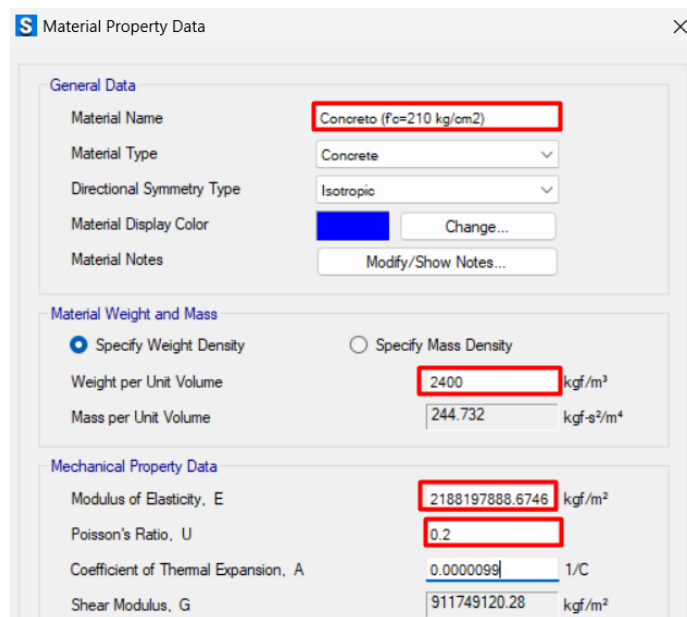 S Material Property Data
General Data
Material Name Concreto (f'c=210 kg/cm2)
Material Type Concrete
Directional Symmetry Type Isotropic
Material Display Color Change...
Material Notes Modify/Show Notes...
Material Weight and Mass
Specify Weight Density Specify Mass Density
Weight per Unit Volume 2400 kgf/m³
Mass per Unit Volume 244.732 kgf-s²/m⁴
Mechanical Property Data
Modulus of Elasticity, E 2188197888.6746 kgf/m²
Poisson's Ratio, U 0.2
Coefficient of Thermal Expansion, A 0.0000099 1/C
Shear Modulus, G 911749120.28 kgf/m²